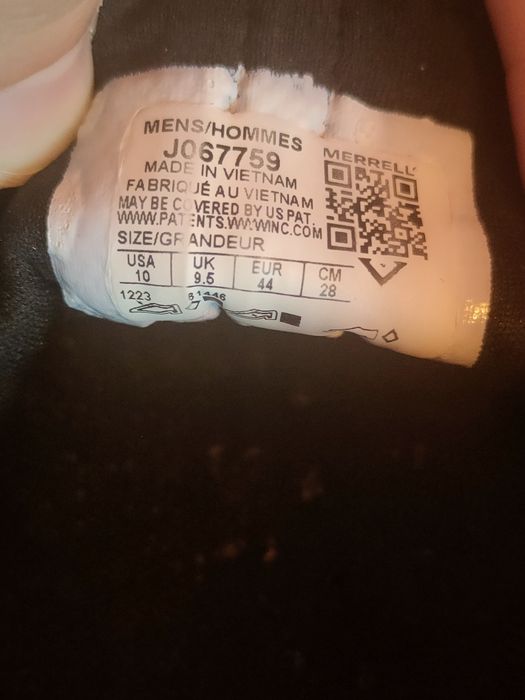 MENS/HOMMES
J067759
MERRELL
MADE IN VIETNAM
FABRIQUÉ AU VIETNAM
MAY BE COVERED BY US PAT.
WWW.PATENTS.WWWINC.COM
SIZE/GRANDEUR
USA UK EUR CM
10 9.5 44 28
1223